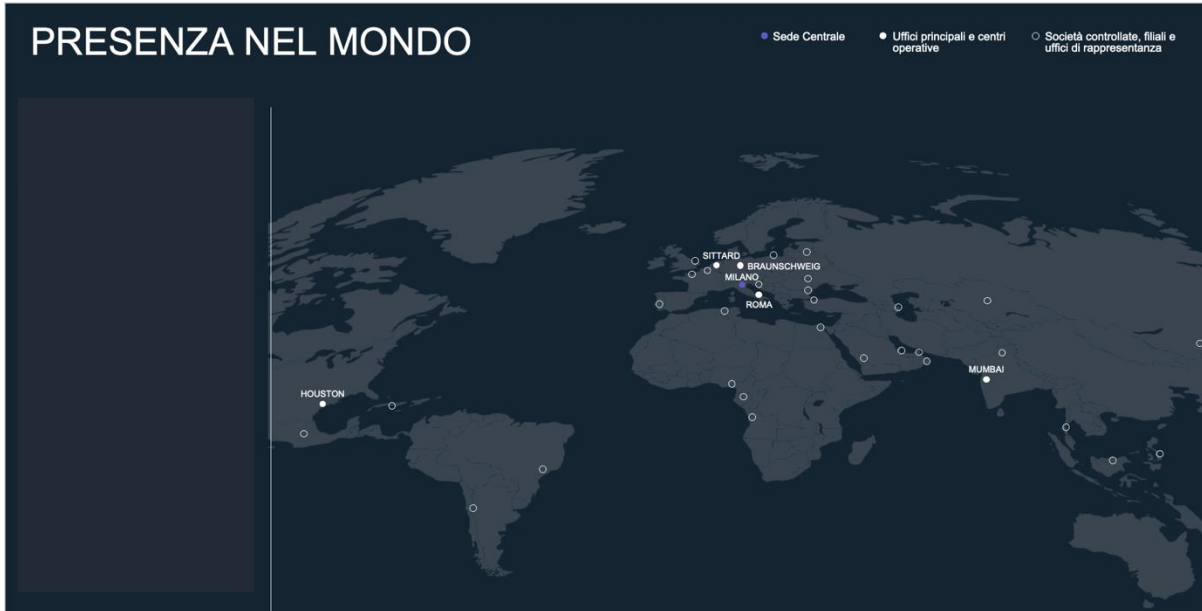 PRESENZA NEL MONDO
Sede Centrale
Uffici principali e centri
operative
Società controllate, filiali e
uffici di rappresentanza
SITTARD
BRAUNSCHWEIG
MILANO
ROMA
MUMBAI
HOUSTON